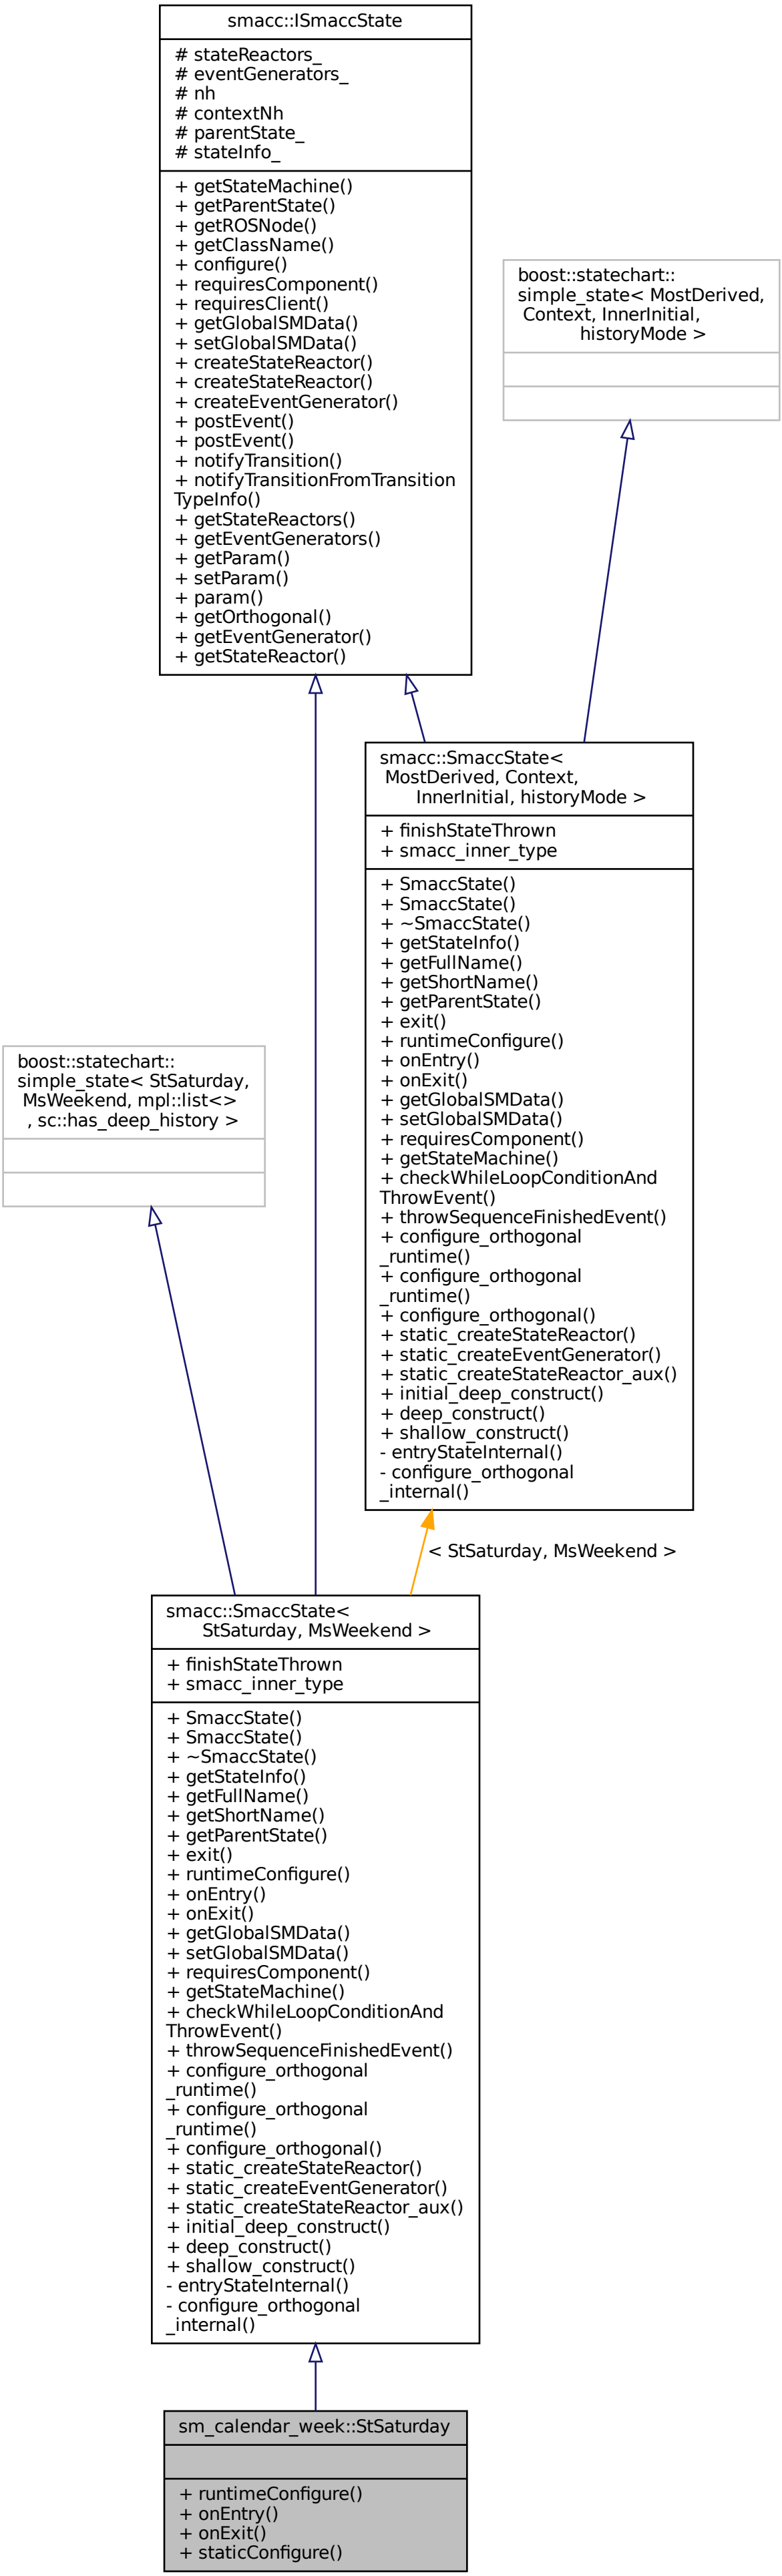 smacc::ISmaccState
# stateReactors_
# eventGenerators_
# nh
# contextNh
# parentState_
# stateInfo_
+ getStateMachine()
+ getParentState()
+ getROSNode()
+ getClassName()
+ configure()
+ requiresComponent()
+ requiresClient()
+ getGlobalSMData()
+ setGlobalSMData()
+ createStateReactor()
+ createStateReactor()
+ createEventGenerator()
+ postEvent()
+ postEvent()
+ notifyTransition()
+ notifyTransitionFromTransition
TypeInfo()
+ getStateReactors()
+ getEventGenerators()
+ getParam()
+ setParam()
+ param()
+ getOrthogonal()
+ getEventGenerator()
+ getStateReactor()
boost::statechart::
simple_state< MostDerived,
Context, InnerInitial,
historyMode >
smacc::SmaccState<
MostDerived, Context,
InnerInitial, historyMode >
+ finishStateThrown
+ smacc_inner_type
+ SmaccState()
+ SmaccState()
+ ~SmaccState()
+ getStateInfo()
+ getFullName()
+ getShortName()
+ getParentState()
+ exit()
+ runtimeConfigure()
+ onEntry()
+ onExit()
+ getGlobalSMData()
+ setGlobalSMData()
+ requiresComponent()
+ getStateMachine()
+ checkWhileLoopConditionAnd
ThrowEvent()
+ throwSequenceFinishedEvent()
+ configure_orthogonal
_runtime()
+ configure_orthogonal
_runtime()
+ configure_orthogonal()
+ static_createStateReactor()
+ static_createEventGenerator()
+ static_createStateReactor_aux()
+ initial_deep_construct()
+ deep_construct()
+ shallow_construct()
- entryStateInternal()
- configure_orthogonal
_internal()
boost::statechart::
simple_state< StSaturday,
MsWeekend, mpl::list<>
, sc::has_deep_history >
< StSaturday, MsWeekend >
smacc::SmaccState<
StSaturday, MsWeekend >
+ finishStateThrown
+ smacc_inner_type
+ SmaccState()
+ SmaccState()
+ ~SmaccState()
+ getStateInfo()
+ getFullName()
+ getShortName()
+ getParentState()
+ exit()
+ runtimeConfigure()
+ onEntry()
+ onExit()
+ getGlobalSMData()
+ setGlobalSMData()
+ requiresComponent()
+ getStateMachine()
+ checkWhileLoopConditionAnd
ThrowEvent()
+ throwSequenceFinishedEvent()
+ configure_orthogonal
_runtime()
+ configure_orthogonal
_runtime()
+ configure_orthogonal()
+ static_createStateReactor()
+ static_createEventGenerator()
+ static_createStateReactor_aux()
+ initial_deep_construct()
+ deep_construct()
+ shallow_construct()
- entryStateInternal()
- configure_orthogonal
_internal()
sm_calendar_week::StSaturday
+ runtimeConfigure()
+ onEntry()
+ onExit()
+ staticConfigure()